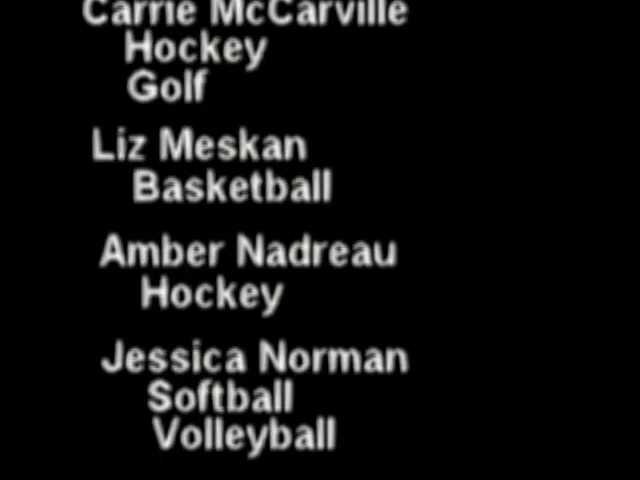 Carrie McCarville
Hockey
Golf
Liz Meskan
Basketball
Amber Nadreau
Hockey
Jessica Norman
Softball
Volleyball